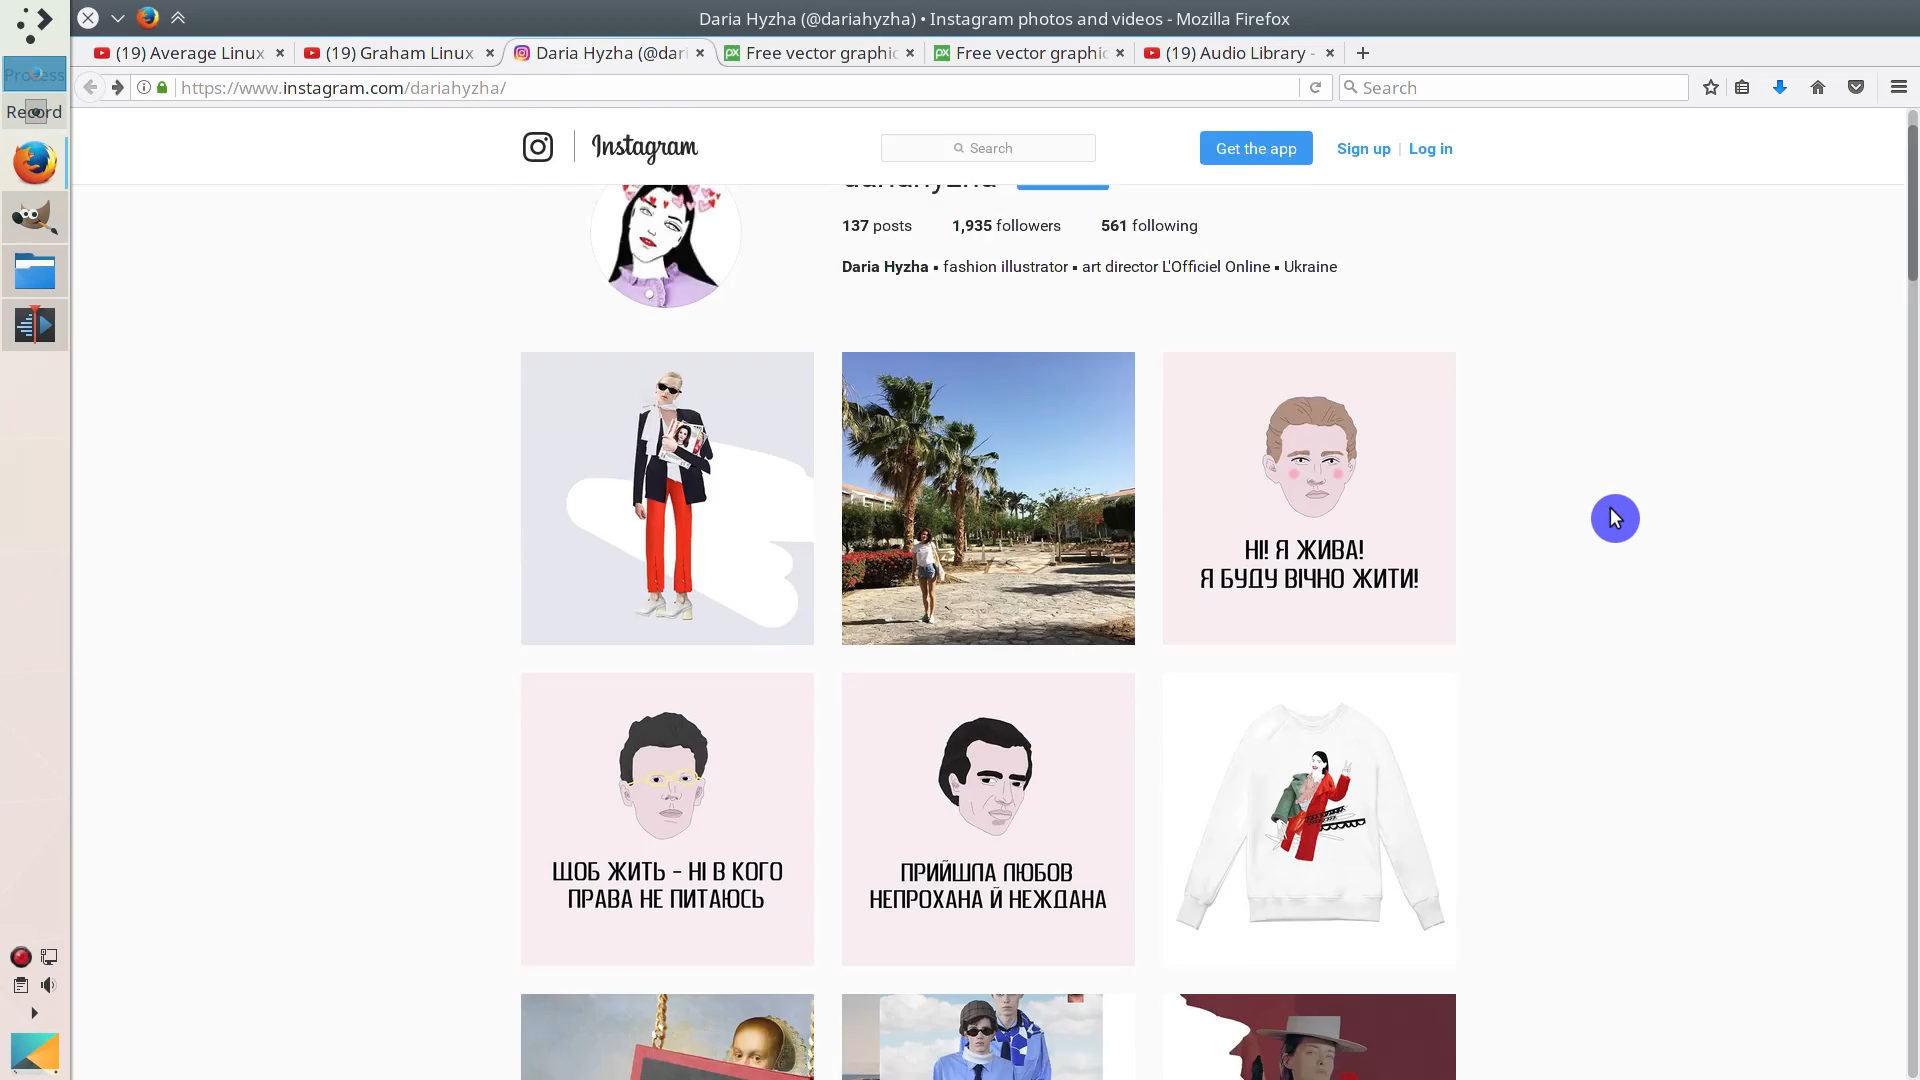 Daria Hyzha (@dariahyzha) • Instagram photos and videos - Mozilla Firefox
(19) Average Linux
(19) Graham Linux
Daria Hyzha (@dar
Free vector graphic
Free vector graphic
(19) Audio Library -
Process
https://www.instagram.com/dariahyzha/
Search
Record
Instagram
Search
Get the app
Sign up | Log in
dariahyzha
137 posts 1,935 followers 561 following
Daria Hyzha ▪ fashion illustrator ▪ art director L'Officiel Online ▪ Ukraine
НІ! Я ЖИВА!
Я БУДУ ВІЧНО ЖИТИ!
ЩОБ ЖИТЬ - НІ В КОГО
ПРАВА НЕ ПИТАЮСЬ
ПРИЙШЛА ЛЮБОВ
НЕПРОХАНА Й НЕЖДАНА